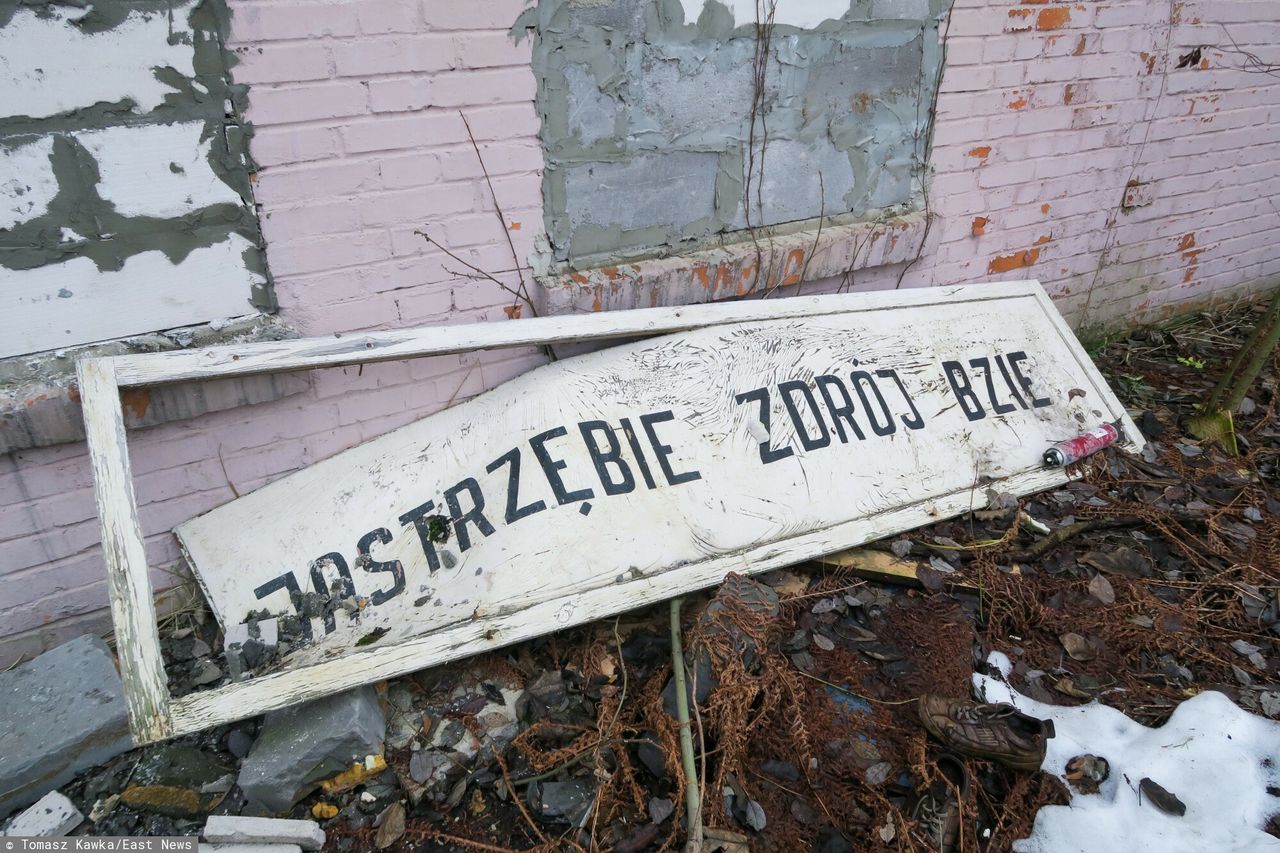 JASTRZĘBIE ZDRÓJ BZIE
© Tomasz Kawka/East News